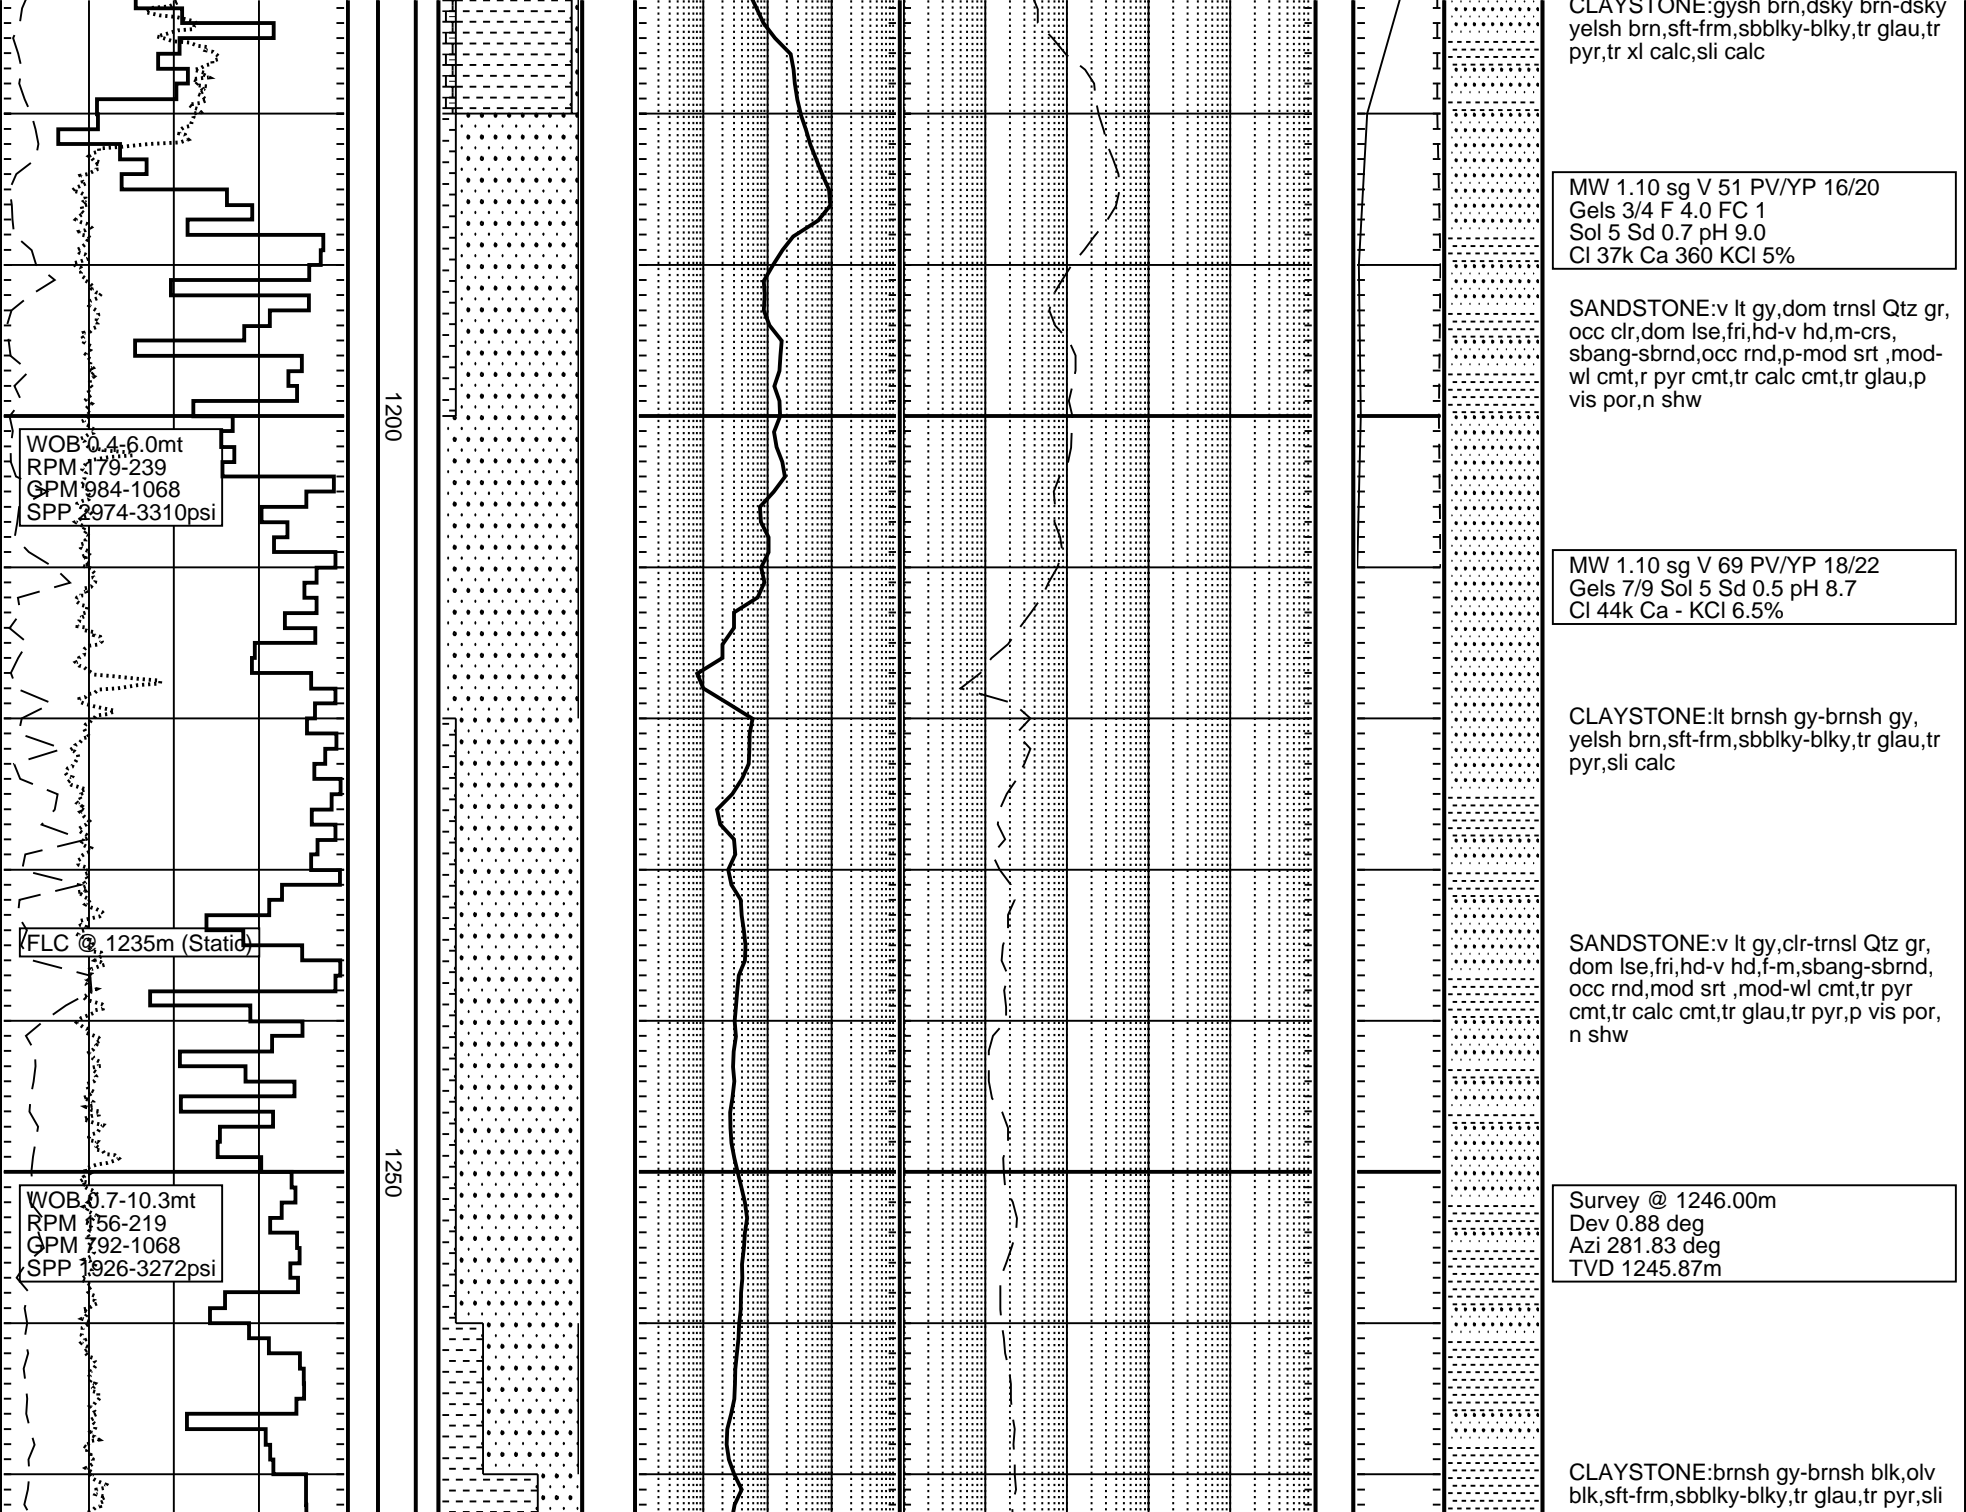 CLAYSTONE:gysh brn,dsky brn-dsky
yelsh brn,sft-frm,sbblky-blky,tr glau,tr
pyr,tr xl calc,sli calc
MW 1.10 sg V 51 PV/YP 16/20
Gels 3/4 F 4.0 FC 1
Sol 5 Sd 0.7 pH 9.0
Cl 37k Ca 360 KCl 5%
SANDSTONE:v lt gy,dom trnsl Qtz gr,
occ clr,dom lse,fri,hd-v hd,m-crs,
sbang-sbrnd,occ rnd,p-mod srt ,mod-
wl cmt,r pyr cmt,tr calc cmt,tr glau,p
vis por,n shw
1200
WOB 0.4-6.0mt
RPM 179-239
GPM 984-1068
SPP 2974-3310psi
MW 1.10 sg V 69 PV/YP 18/22
Gels 7/9 Sol 5 Sd 0.5 pH 8.7
Cl 44k Ca - KCl 6.5%
CLAYSTONE:lt brnsh gy-brnsh gy,
yelsh brn,sft-frm,sbblky-blky,tr glau,tr
pyr,sli calc
FLC @ 1235m (Static)
SANDSTONE:v lt gy,clr-trnsl Qtz gr,
dom lse,fri,hd-v hd,f-m,sbang-sbrnd,
occ rnd,mod srt ,mod-wl cmt,tr pyr
cmt,tr calc cmt,tr glau,tr pyr,p vis por,
n shw
1250
WOB 0.7-10.3mt
RPM 156-219
GPM 792-1068
SPP 1926-3272psi
Survey @ 1246.00m
Dev 0.88 deg
Azi 281.83 deg
TVD 1245.87m
CLAYSTONE:brnsh gy-brnsh blk,olv
blk,sft-frm,sbblky-blky,tr glau,tr pyr,sli